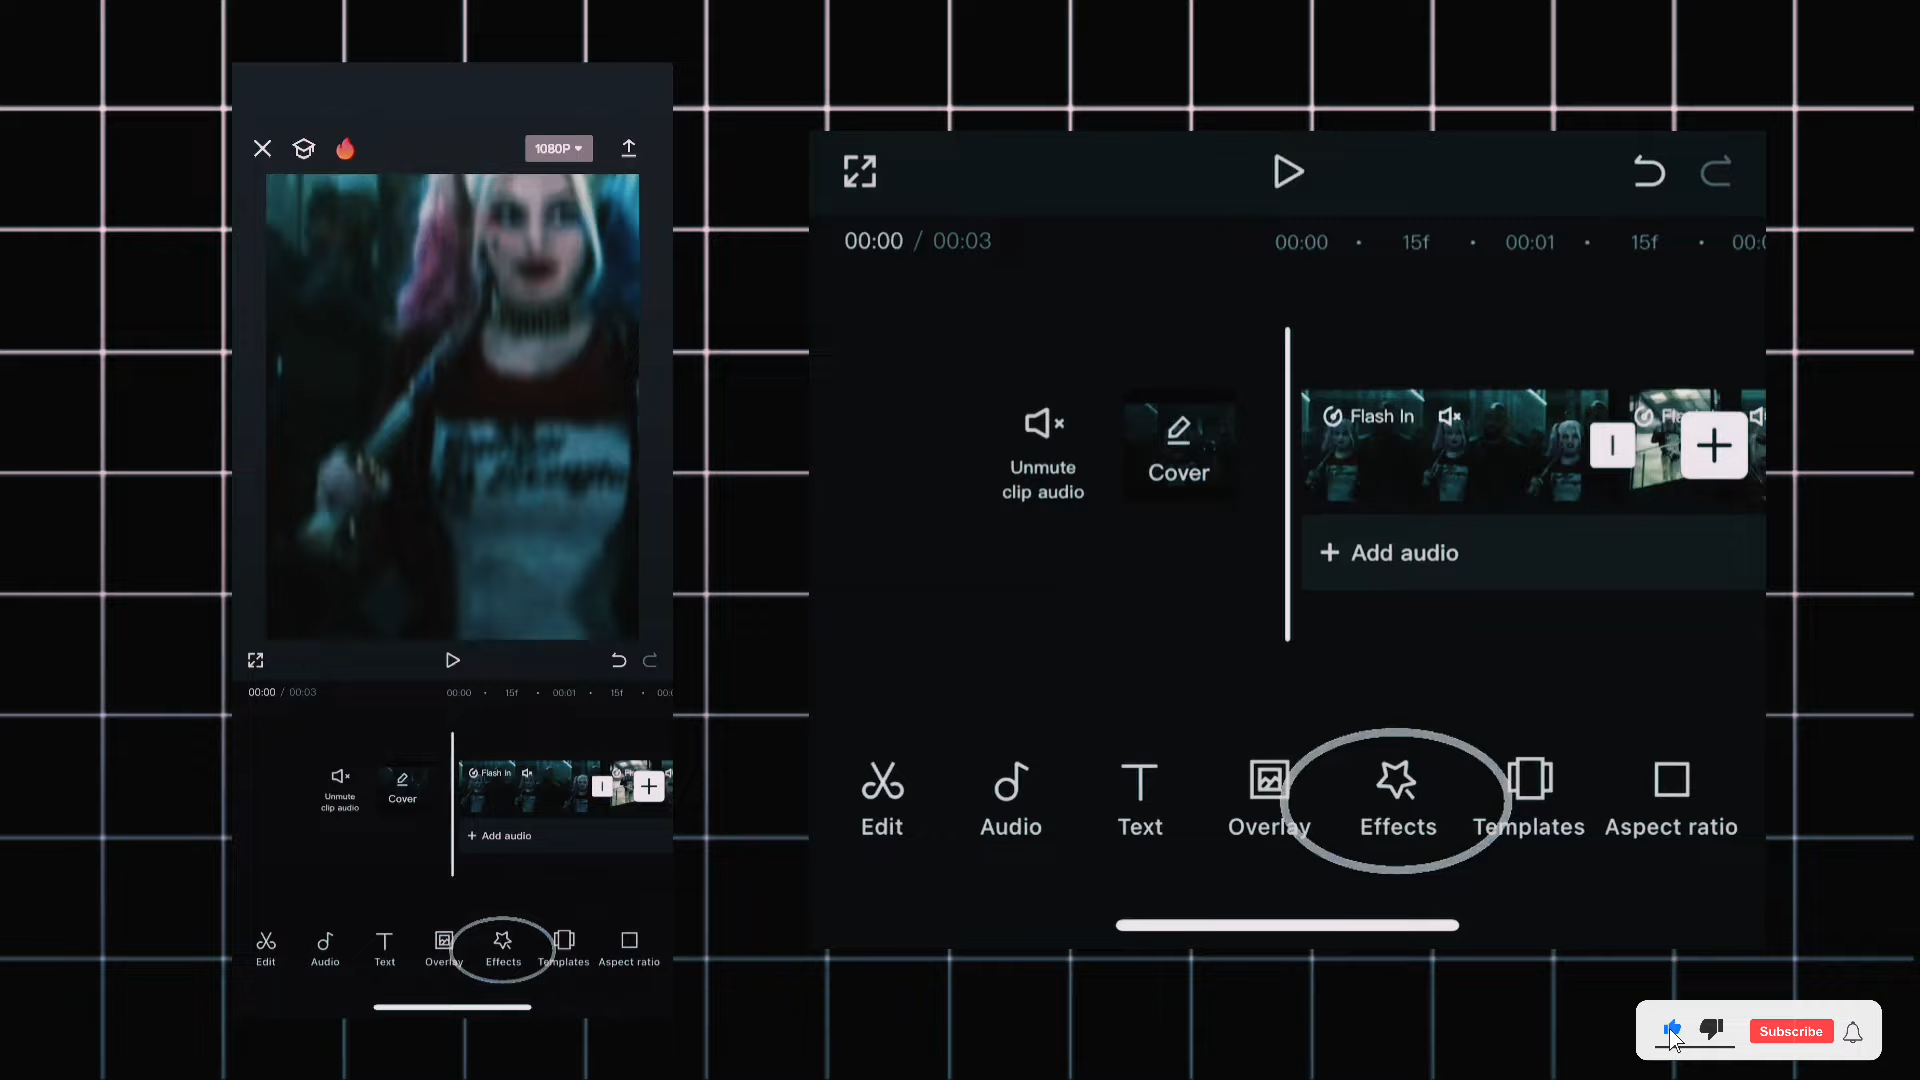 1080P
00:00 / 00:03
00:00 15f 00:01 15f
Unmute
clip audio
Cover
Flash In
+ Add audio
Edit Audio Text Overlay Effects Templates Aspect ratio
00:00 / 00:03
00:00 15f 00:01 15f
Flash In
Unmute
clip audio
Cover
+ Add audio
Edit Audio Text Overlay Effects Templates Aspect ratio
Subscribe